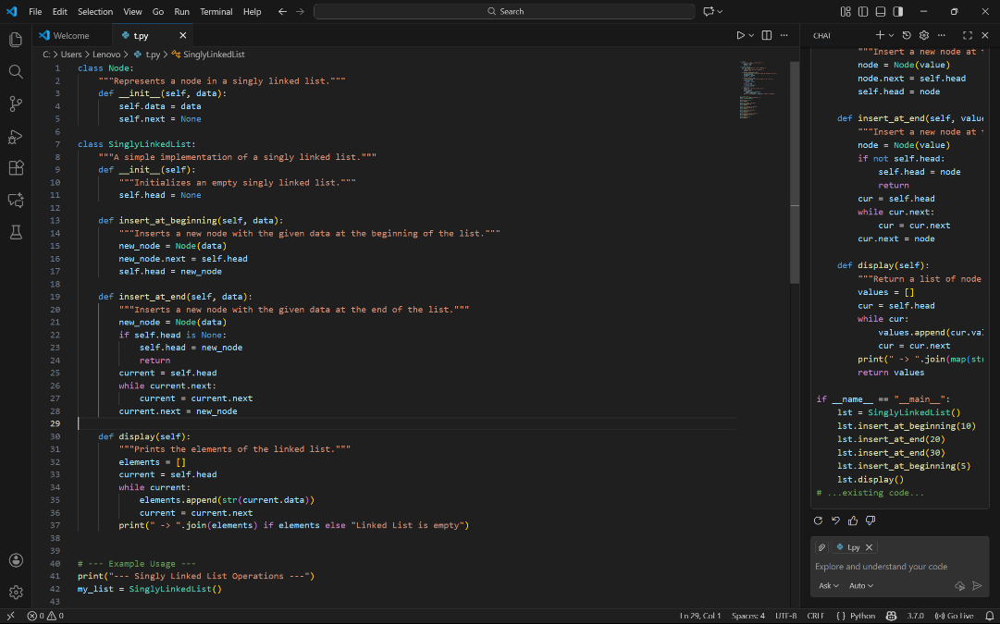 File Edit Selection View Go Run Terminal Help Search
Welcome t.py CHAT
C: > Users > Lenovo > t.py > SinglyLinkedList
1 class Node:
2 """Represents a node in a singly linked list."""
3 def __init__(self, data):
4 self.data = data
5 self.next = None
6
7 class SinglyLinkedList:
8 """A simple implementation of a singly linked list."""
9 def __init__(self):
10 """Initializes an empty singly linked list."""
11 self.head = None
12
13 def insert_at_beginning(self, data):
14 """Inserts a new node with the given data at the beginning of the list."""
15 new_node = Node(data)
16 new_node.next = self.head
17 self.head = new_node
18
19 def insert_at_end(self, data):
20 """Inserts a new node with the given data at the end of the list."""
21 new_node = Node(data)
22 if self.head is None:
23 self.head = new_node
24 return
25 current = self.head
26 while current.next:
27 current = current.next
28 current.next = new_node
29
30 def display(self):
31 """Prints the elements of the linked list."""
32 elements = []
33 current = self.head
34 while current:
35 elements.append(str(current.data))
36 current = current.next
37 print(" -> ".join(elements) if elements else "Linked List is empty")
38
39
40 # --- Example Usage ---
41 print("--- Singly Linked List Operations ---")
42 my_list = SinglyLinkedList()
43
"""Insert a new node at
node = Node(value)
node.next = self.head
self.head = node
def insert_at_end(self, value
"""Insert a new node at
node = Node(value)
if not self.head:
self.head = node
return
cur = self.head
while cur.next:
cur = cur.next
cur.next = node
def display(self):
"""Return a list of node
values = []
cur = self.head
while cur:
values.append(cur.val
cur = cur.next
print(" -> ".join(map(str
return values
if __name__ == "__main__":
lst = SinglyLinkedList()
lst.insert_at_beginning(10)
lst.insert_at_end(20)
lst.insert_at_end(30)
lst.insert_at_beginning(5)
lst.display()
# ...existing code...
t.py
Explore and understand your code
Ask Auto
0 0 Ln 29, Col 1 Spaces: 4 UTF-8 CRLF {} Python 3.7.0 Go Live